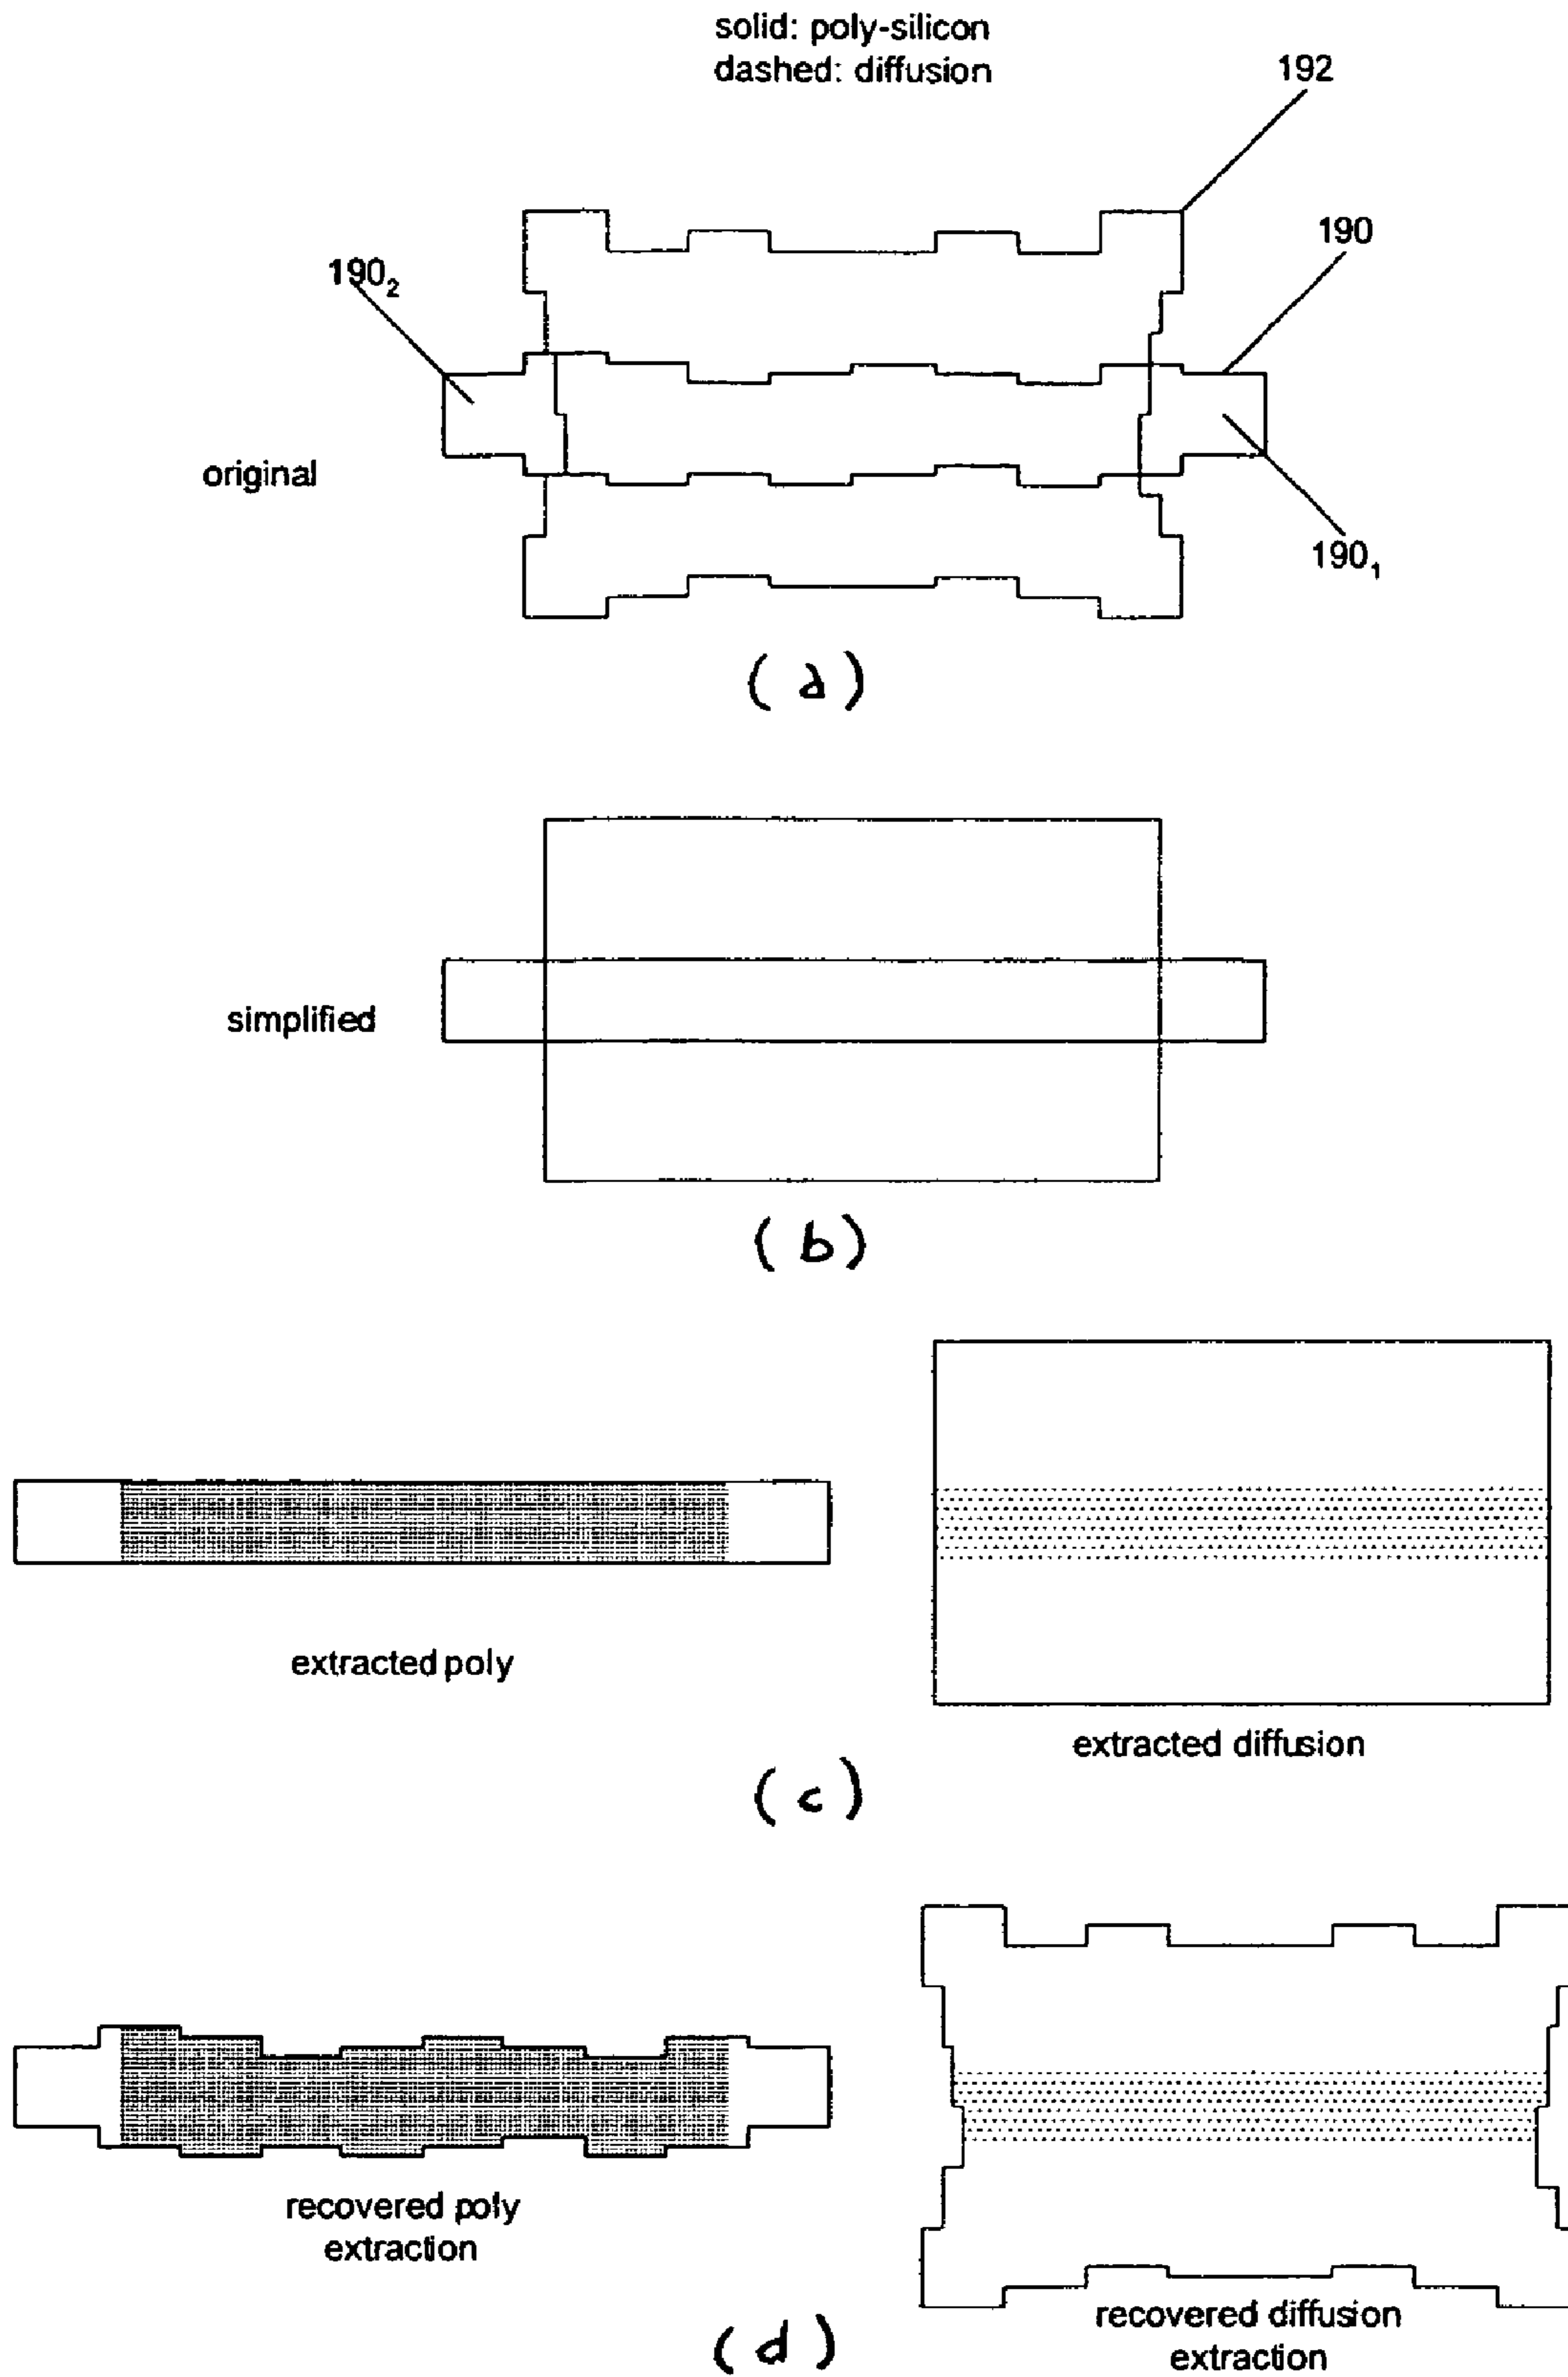 solid: poly-silicon
dashed: diffusion
192
190
190₂
original
190₁
(a)
simplified
(b)
extracted poly
extracted diffusion
(c)
recovered poly
extraction
recovered diffusion
extraction
(d)